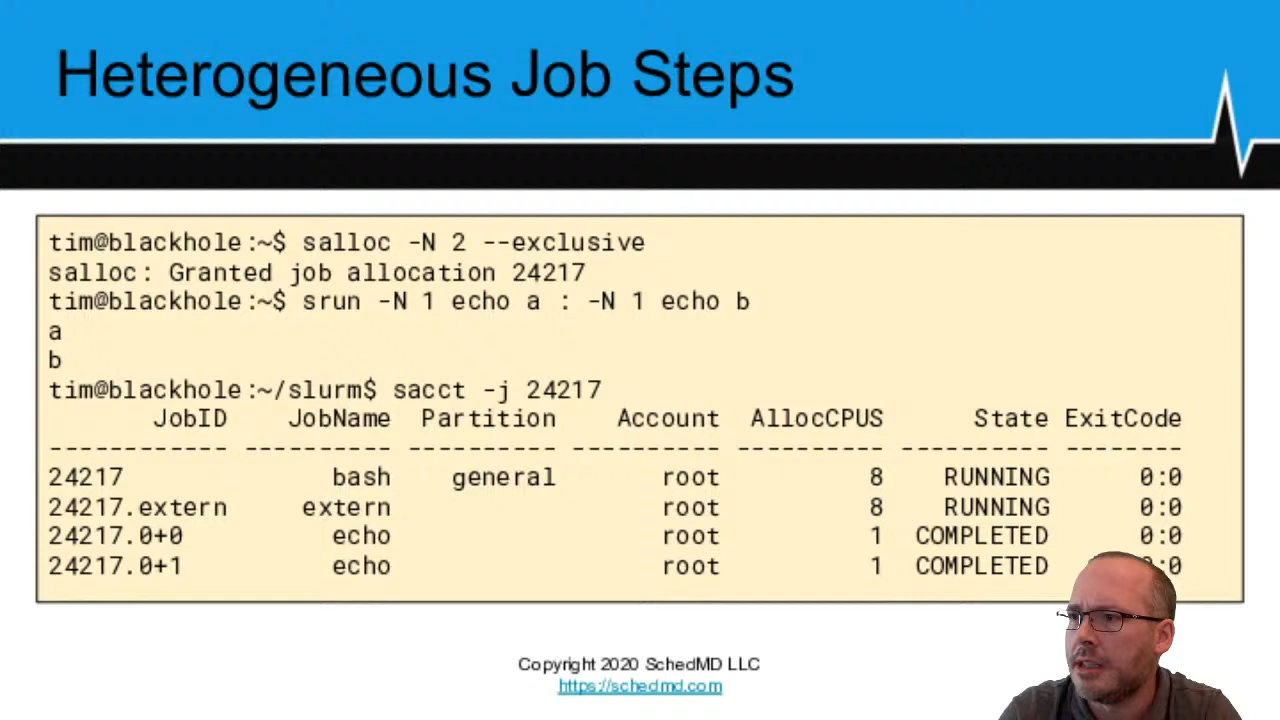 Heterogeneous Job Steps
tim@blackhole:~$ salloc -N 2 --exclusive
salloc: Granted job allocation 24217
tim@blackhole:~$ srun -N 1 echo a : -N 1 echo b
a
b
tim@blackhole:~/slurm$ sacct -j 24217
JobID JobName Partition Account AllocCPUS State ExitCode
------------ ---------- ---------- ---------- ---------- ---------- --------
24217 bash general root 8 RUNNING 0:0
24217.extern extern root 8 RUNNING 0:0
24217.0+0 echo root 1 COMPLETED 0:0
24217.0+1 echo root 1 COMPLETED :0
Copyright 2020 SchedMD LLC
https://schedmd.com